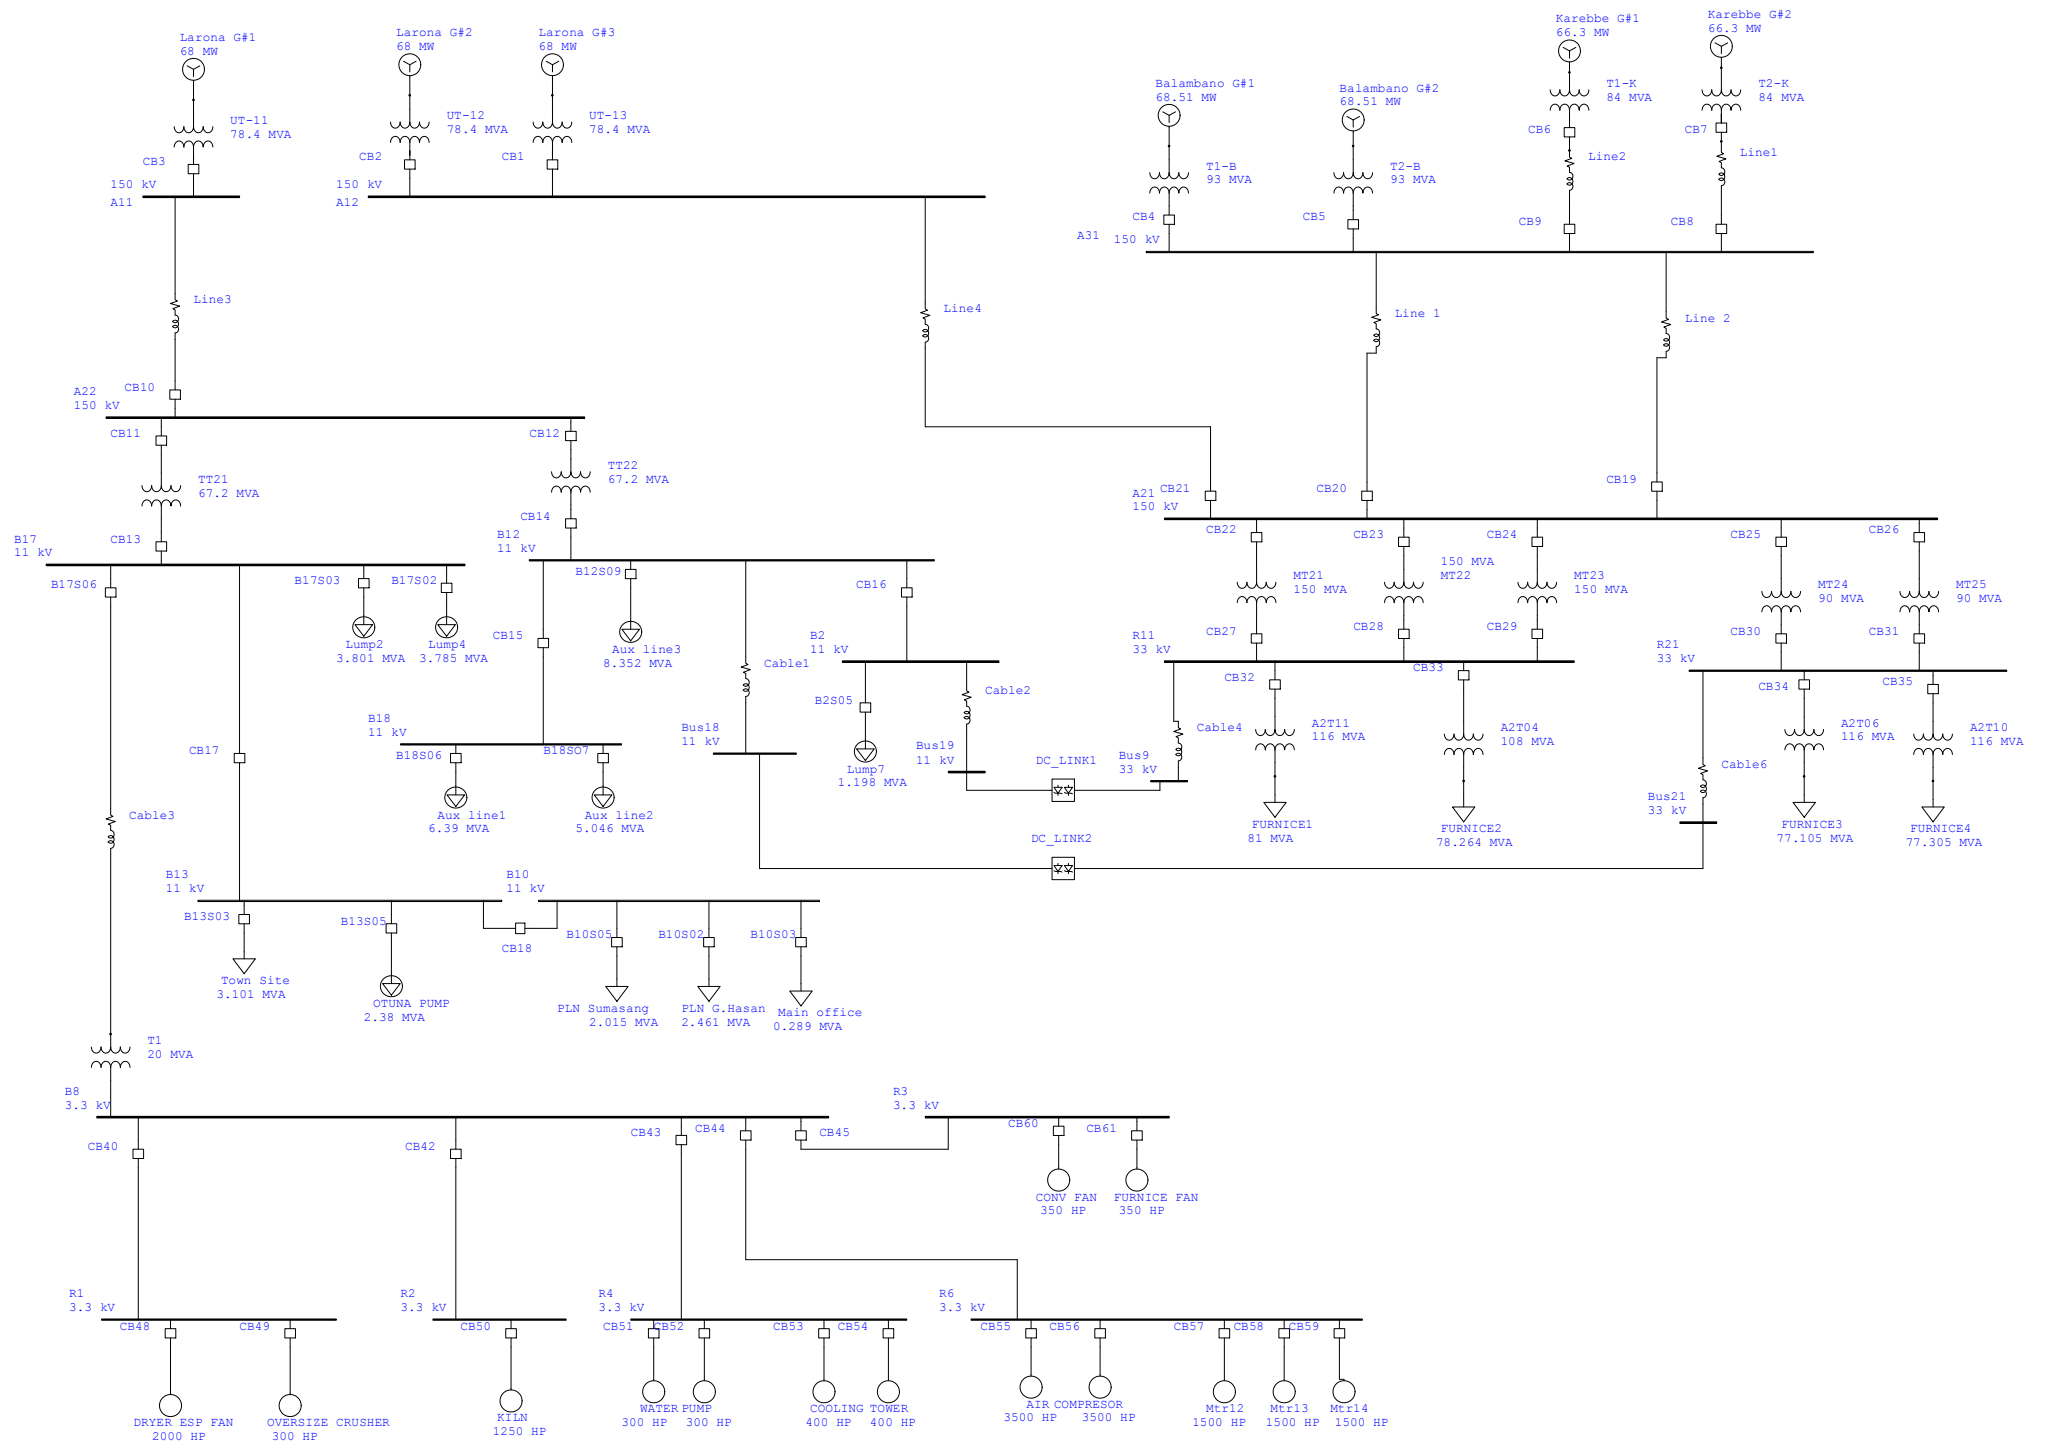 Larona G#1
68 MW
Larona G#2
68 MW
Larona G#3
68 MW
Karebbe G#1
66.3 MW
Karebbe G#2
66.3 MW
Balambano G#1
68.51 MW
Balambano G#2
68.51 MW
UT-11
78.4 MVA
UT-12
78.4 MVA
UT-13
78.4 MVA
T1-K
84 MVA
T2-K
84 MVA
CB3
CB2
CB1
CB6
CB7
Line2
Line1
T1-B
93 MVA
T2-B
93 MVA
150 kV
A11
150 kV
A12
CB4
CB5
CB9
CB8
A31
150 kV
Line3
Line4
Line 1
Line 2
A22
150 kV
CB10
CB11
CB12
TT21
67.2 MVA
TT22
67.2 MVA
CB13
CB14
A21
150 kV
CB21
CB20
CB19
CB22
CB23
CB24
CB25
CB26
B17
11 kV
B12
11 kV
B17S06
B17S03
B17S02
B12S09
CB16
MT21
150 MVA
150 MVA
MT22
MT23
150 MVA
MT24
90 MVA
MT25
90 MVA
Lump2
3.801 MVA
Lump4
3.785 MVA
CB15
Aux line3
8.352 MVA
Cable1
B2
11 kV
CB27
CB28
CB29
CB30
CB31
R11
33 kV
R21
33 kV
B2S05
Cable2
CB32
CB33
CB34
CB35
B18
11 kV
Bus18
11 kV
Cable4
A2T11
116 MVA
A2T04
108 MVA
A2T06
116 MVA
A2T10
116 MVA
CB17
B18S06
B18SO7
Lump7
1.198 MVA
Bus19
11 kV
DC_LINK1
Bus9
33 kV
Cable6
Bus21
33 kV
Cable3
Aux line1
6.39 MVA
Aux line2
5.046 MVA
DC_LINK2
FURNICE1
81 MVA
FURNICE2
78.264 MVA
FURNICE3
77.105 MVA
FURNICE4
77.305 MVA
B13
11 kV
B10
11 kV
B13S03
B13S05
CB18
B10S05
B10S02
B10S03
Town Site
3.101 MVA
OTUNA PUMP
2.38 MVA
PLN Sumasang
2.015 MVA
PLN G.Hasan
2.461 MVA
Main office
0.289 MVA
T1
20 MVA
B8
3.3 kV
R3
3.3 kV
CB40
CB42
CB43
CB44
CB45
CB60
CB61
CONV FAN
350 HP
FURNICE FAN
350 HP
R1
3.3 kV
R2
3.3 kV
R4
3.3 kV
R6
3.3 kV
CB48
CB49
CB50
CB51
CB52
CB53
CB54
CB55
CB56
CB57
CB58
CB59
DRYER ESP FAN
2000 HP
OVERSIZE CRUSHER
300 HP
KILN
1250 HP
WATER PUMP
300 HP
300 HP
COOLING TOWER
400 HP
400 HP
AIR COMPRESOR
3500 HP
3500 HP
Mtr12
1500 HP
Mtr13
1500 HP
Mtr14
1500 HP